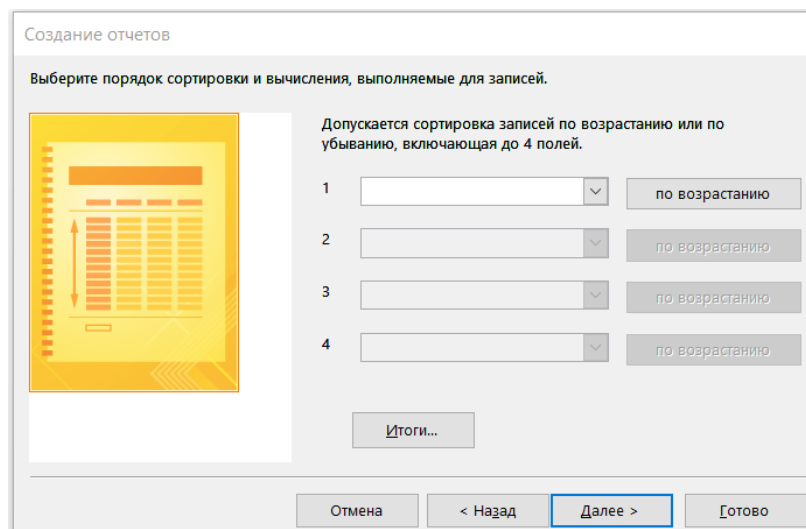 Создание отчетов
Выберите порядок сортировки и вычисления, выполняемые для записей.
Допускается сортировка записей по возрастанию или по
убыванию, включающая до 4 полей.
1 по возрастанию
2 по возрастанию
3 по возрастанию
4 по возрастанию
Итоги...
Отмена < Назад Далее > Готово